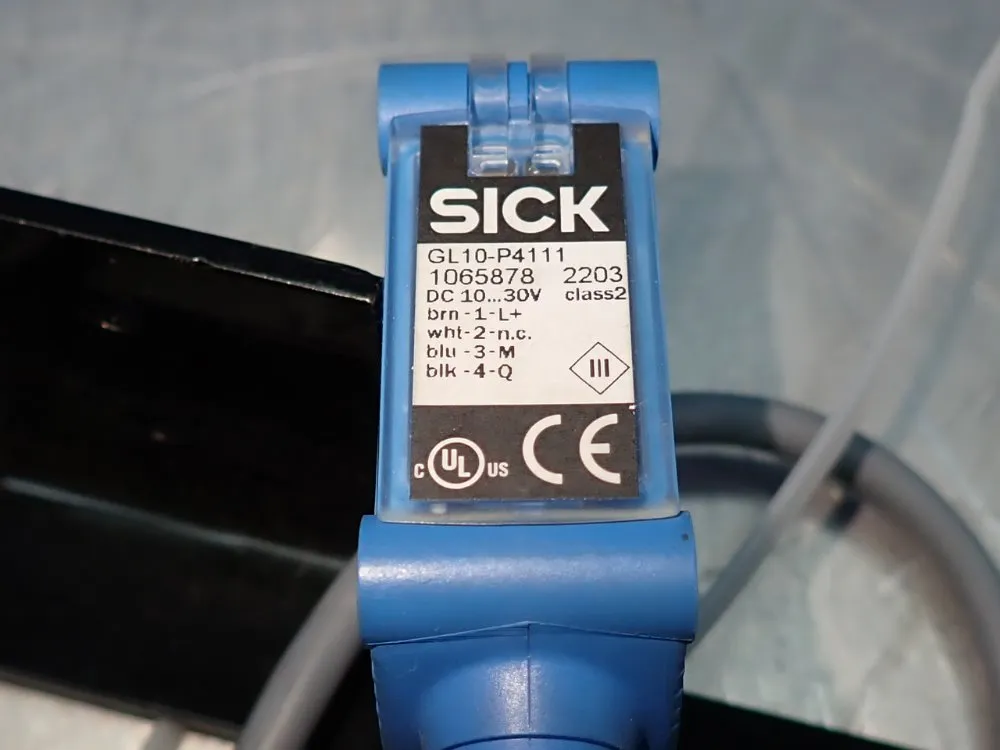 SICK
GL10-P4111
1065878 2203
DC 10...30V class2
brn -1-L+
wht-2-n.c.
blu -3-M
blk -4-Q
III
c UL US CE